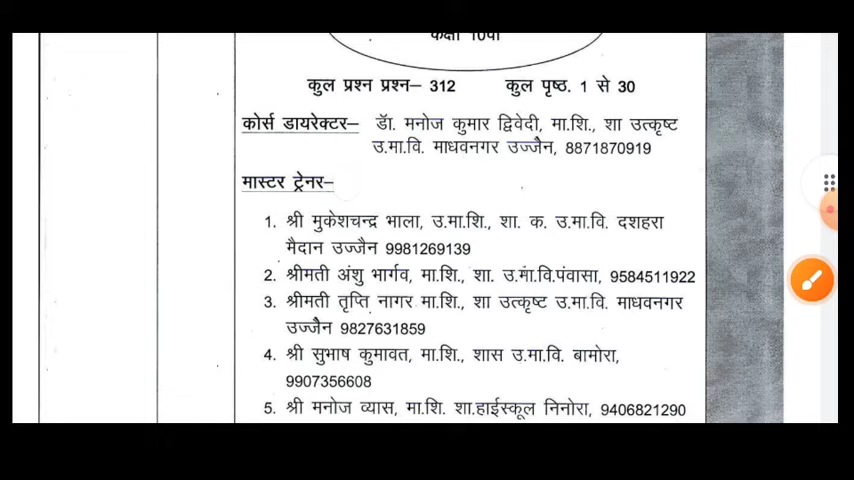 कक्षा 10वी
कुल प्रश्न प्रश्न– 312 कुल पृष्ठ. 1 से 30
कोर्स डायरेक्टर– डॅा. मनोज कुमार द्विवेदी, मा.शि., शा उत्कृष्ट
उ.मा.वि. माधवनगर उज्जैन, 8871870919
मास्टर ट्रेनर–
1. श्री मुकेशचन्द्र भाला, उ.मा.शि., शा. क. उ.मा.वि. दशहरा
मैदान उज्जैन 9981269139
2. श्रीमती अंशु भार्गव, मा.शि., शा. उ.मा.वि.पंवासा, 9584511922
3. श्रीमती तृप्ति नागर मा.शि., शा उत्कृष्ट उ.मा.वि. माधवनगर
उज्जैन 9827631859
4. श्री सुभाष कुमावत, मा.शि., शास उ.मा.वि. बामोरा,
9907356608
5. श्री मनोज व्यास, मा.शि. शा.हाईस्कूल निनोरा, 9406821290